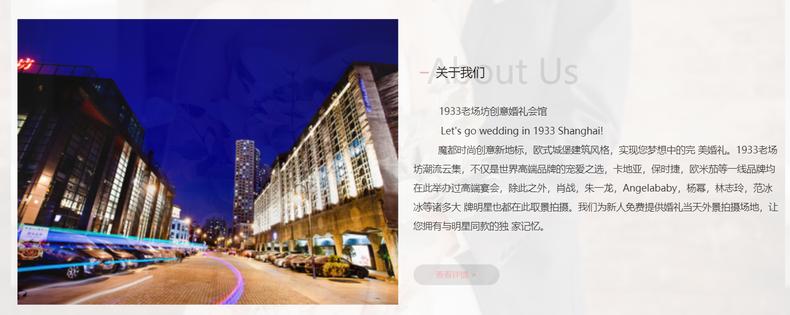 坊
About Us
关于我们
1933老场坊创意婚礼会馆
Let's go wedding in 1933 Shanghai!
魔都时尚创意新地标，欧式城堡建筑风格，实现您梦想中的完 美婚礼。1933老场
坊潮流云集，不仅是世界高端品牌的宠爱之选，卡地亚，保时捷，欧米茄等一线品牌均
在此举办过高端宴会，除此之外，肖战，朱一龙，Angelababy，杨幂，林志玲，范冰
冰等诸多大 牌明星也都在此取景拍摄。我们为新人免费提供婚礼当天外景拍摄场地，让
您拥有与明星同款的独 家记忆。
查看详情 >